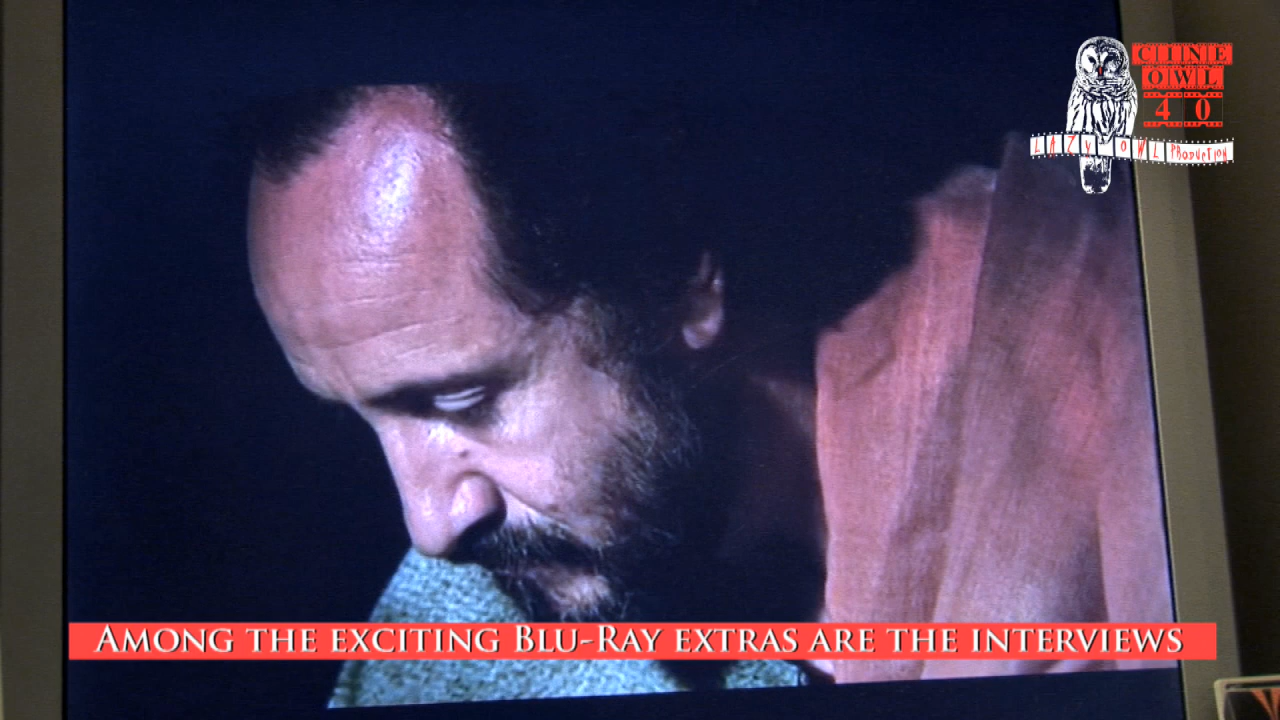 CINE
OWL
40
LAZY OWL PRODUCTION
AMONG THE EXCITING BLU-RAY EXTRAS ARE THE INTERVIEWS